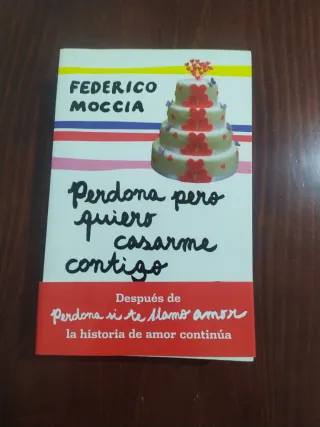 FEDERICO
MOCCIA
Perdona pero
quiero
casarme
contigo
Después de
Perdona si te llamo amor
la historia de amor continúa